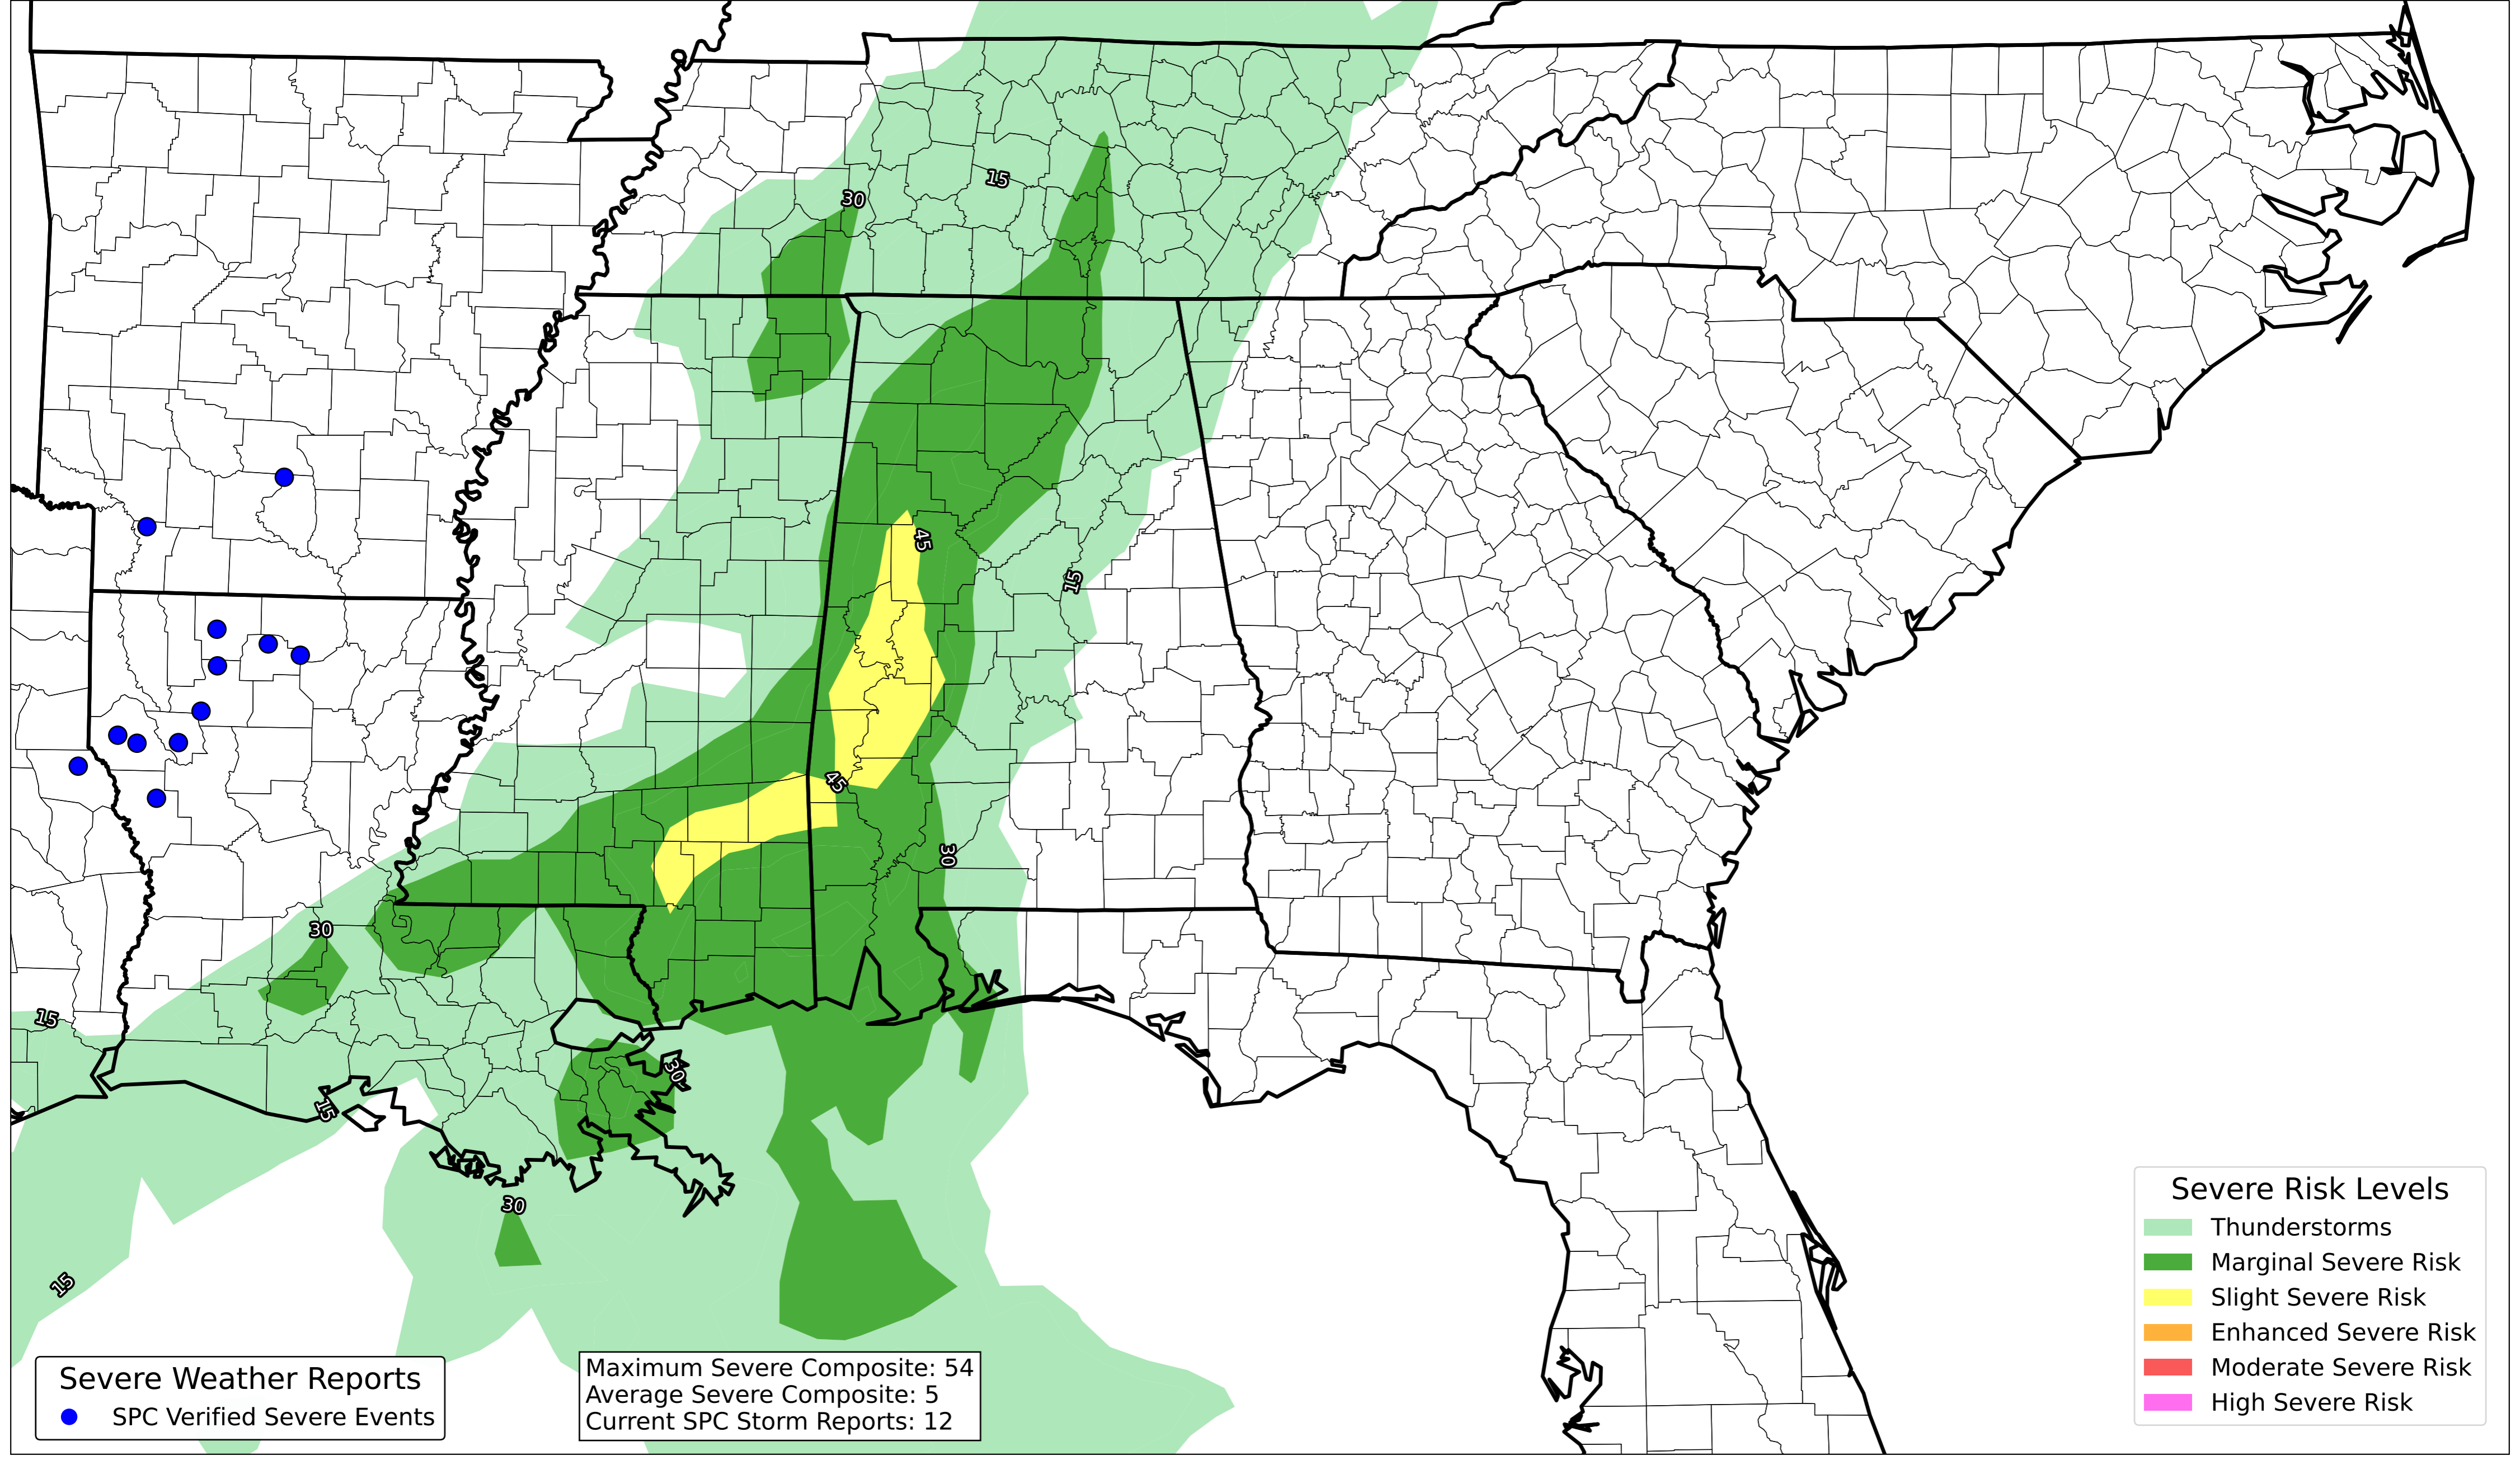 30
15
45
15
45
30
30
15
30
15
30
15
Severe Risk Levels
Thunderstorms
Marginal Severe Risk
Slight Severe Risk
Enhanced Severe Risk
Moderate Severe Risk
High Severe Risk
Severe Weather Reports
SPC Verified Severe Events
Maximum Severe Composite: 54
Average Severe Composite: 5
Current SPC Storm Reports: 12